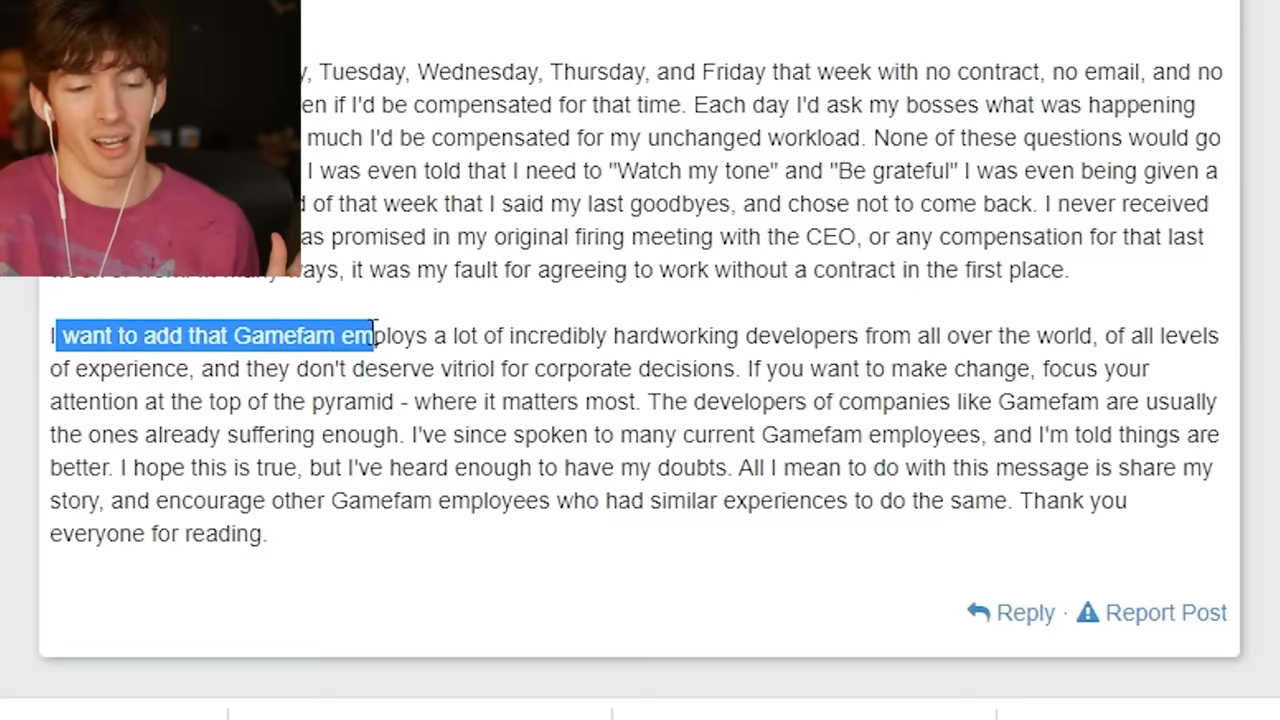 Tuesday, Wednesday, Thursday, and Friday that week with no contract, no email, and no
if I'd be compensated for that time. Each day I'd ask my bosses what was happening
much I'd be compensated for my unchanged workload. None of these questions would go
I was even told that I need to "Watch my tone" and "Be grateful" I was even being given a
of that week that I said my last goodbyes, and chose not to come back. I never received
as promised in my original firing meeting with the CEO, or any compensation for that last
it was my fault for agreeing to work without a contract in the first place.
I want to add that Gamefam employs a lot of incredibly hardworking developers from all over the world, of all levels
of experience, and they don't deserve vitriol for corporate decisions. If you want to make change, focus your
attention at the top of the pyramid - where it matters most. The developers of companies like Gamefam are usually
the ones already suffering enough. I've since spoken to many current Gamefam employees, and I'm told things are
better. I hope this is true, but I've heard enough to have my doubts. All I mean to do with this message is share my
story, and encourage other Gamefam employees who had similar experiences to do the same. Thank you
everyone for reading.
Reply · Report Post